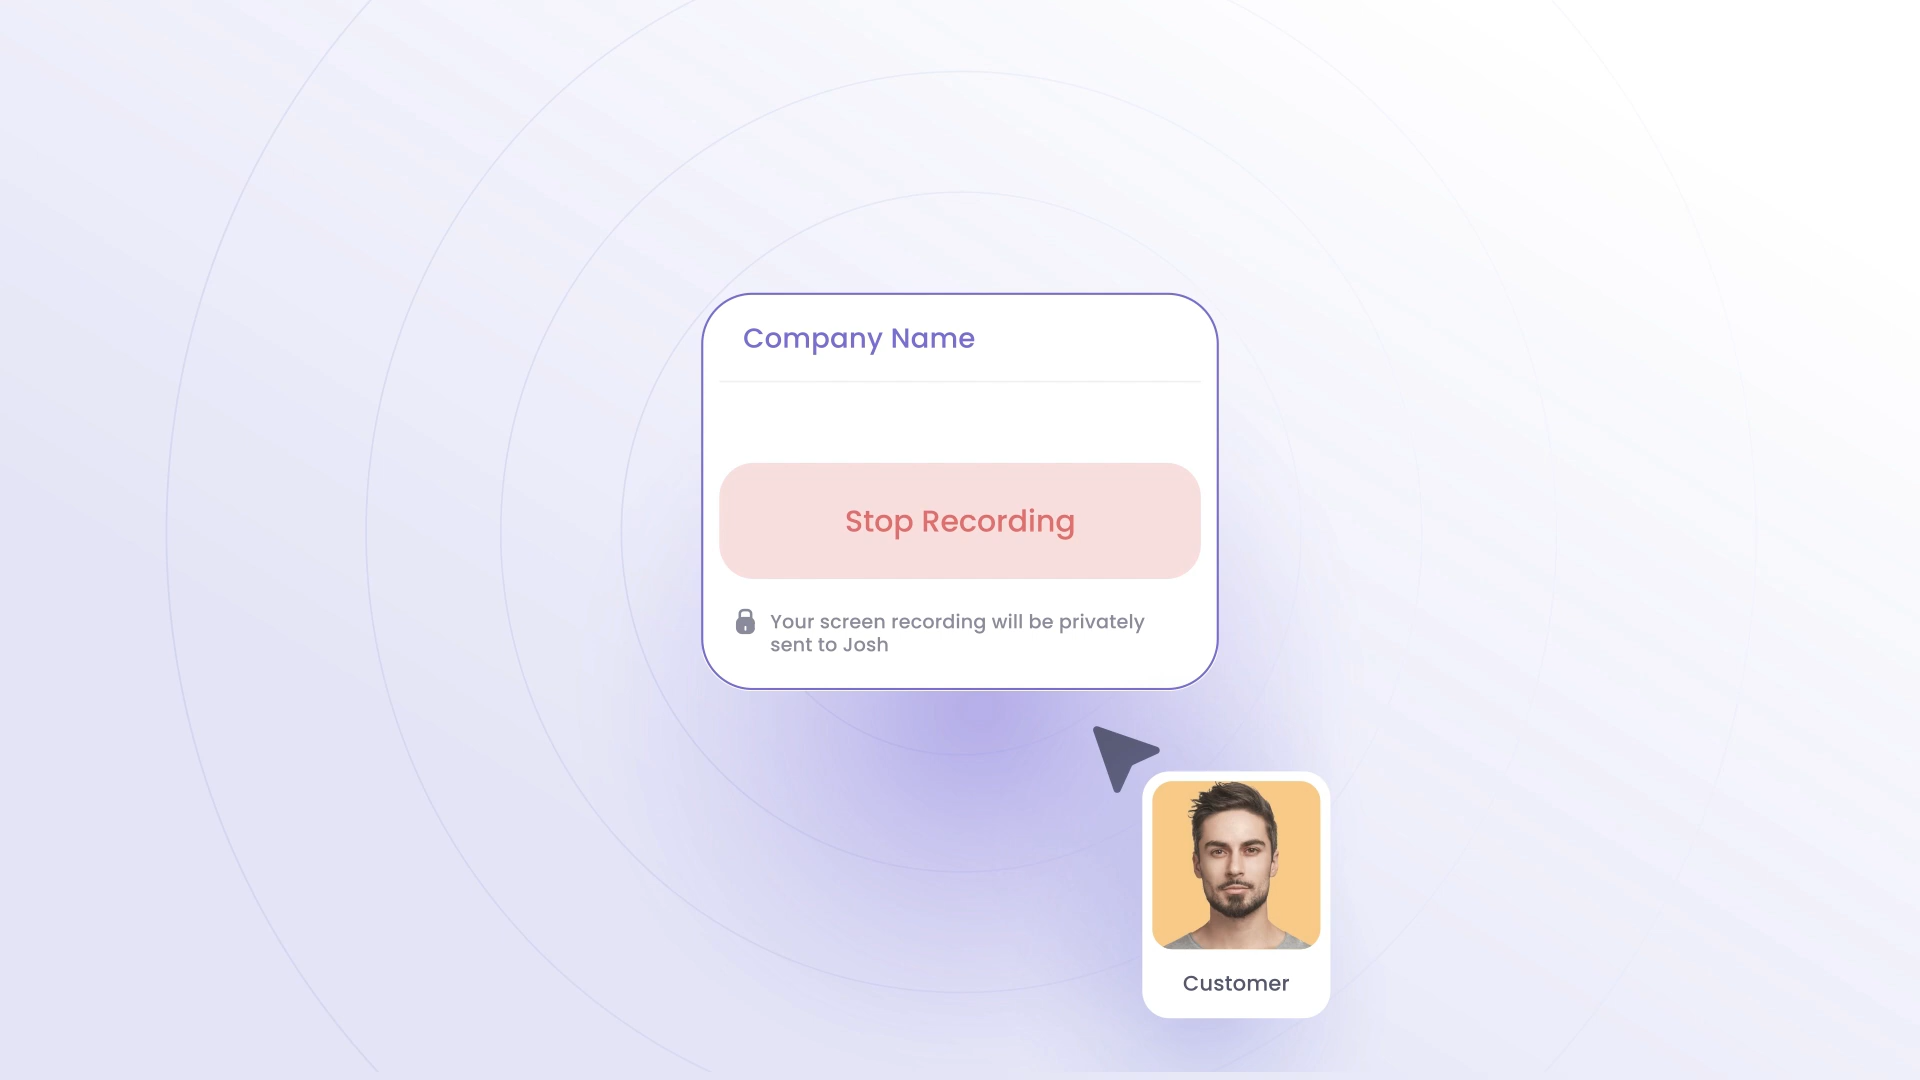 Company Name
Stop Recording
Your screen recording will be privately
sent to Josh
Customer